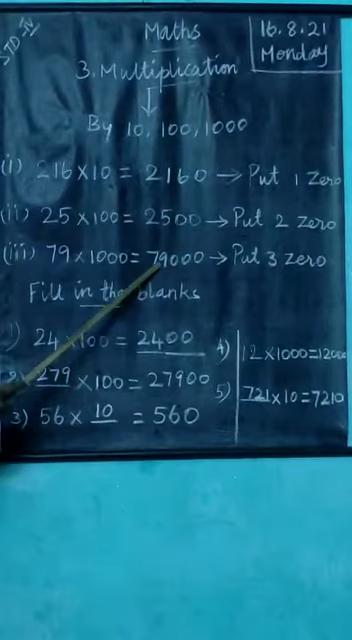 STD IV
Maths
16.8.21
Monday
3. Multiplication
By 10, 100, 1000
(i) 216 × 10 = 2160 → Put 1 zero
(ii) 25 × 100 = 2500 → Put 2 zero
(iii) 79 × 1000 = 79000 → Put 3 zero
Fill in the blanks
1) 24 × 100 = 2400
2) 279 × 100 = 27900
3) 56 × 10 = 560
4) 12 × 1000 = 12000
5) 721 × 10 = 7210